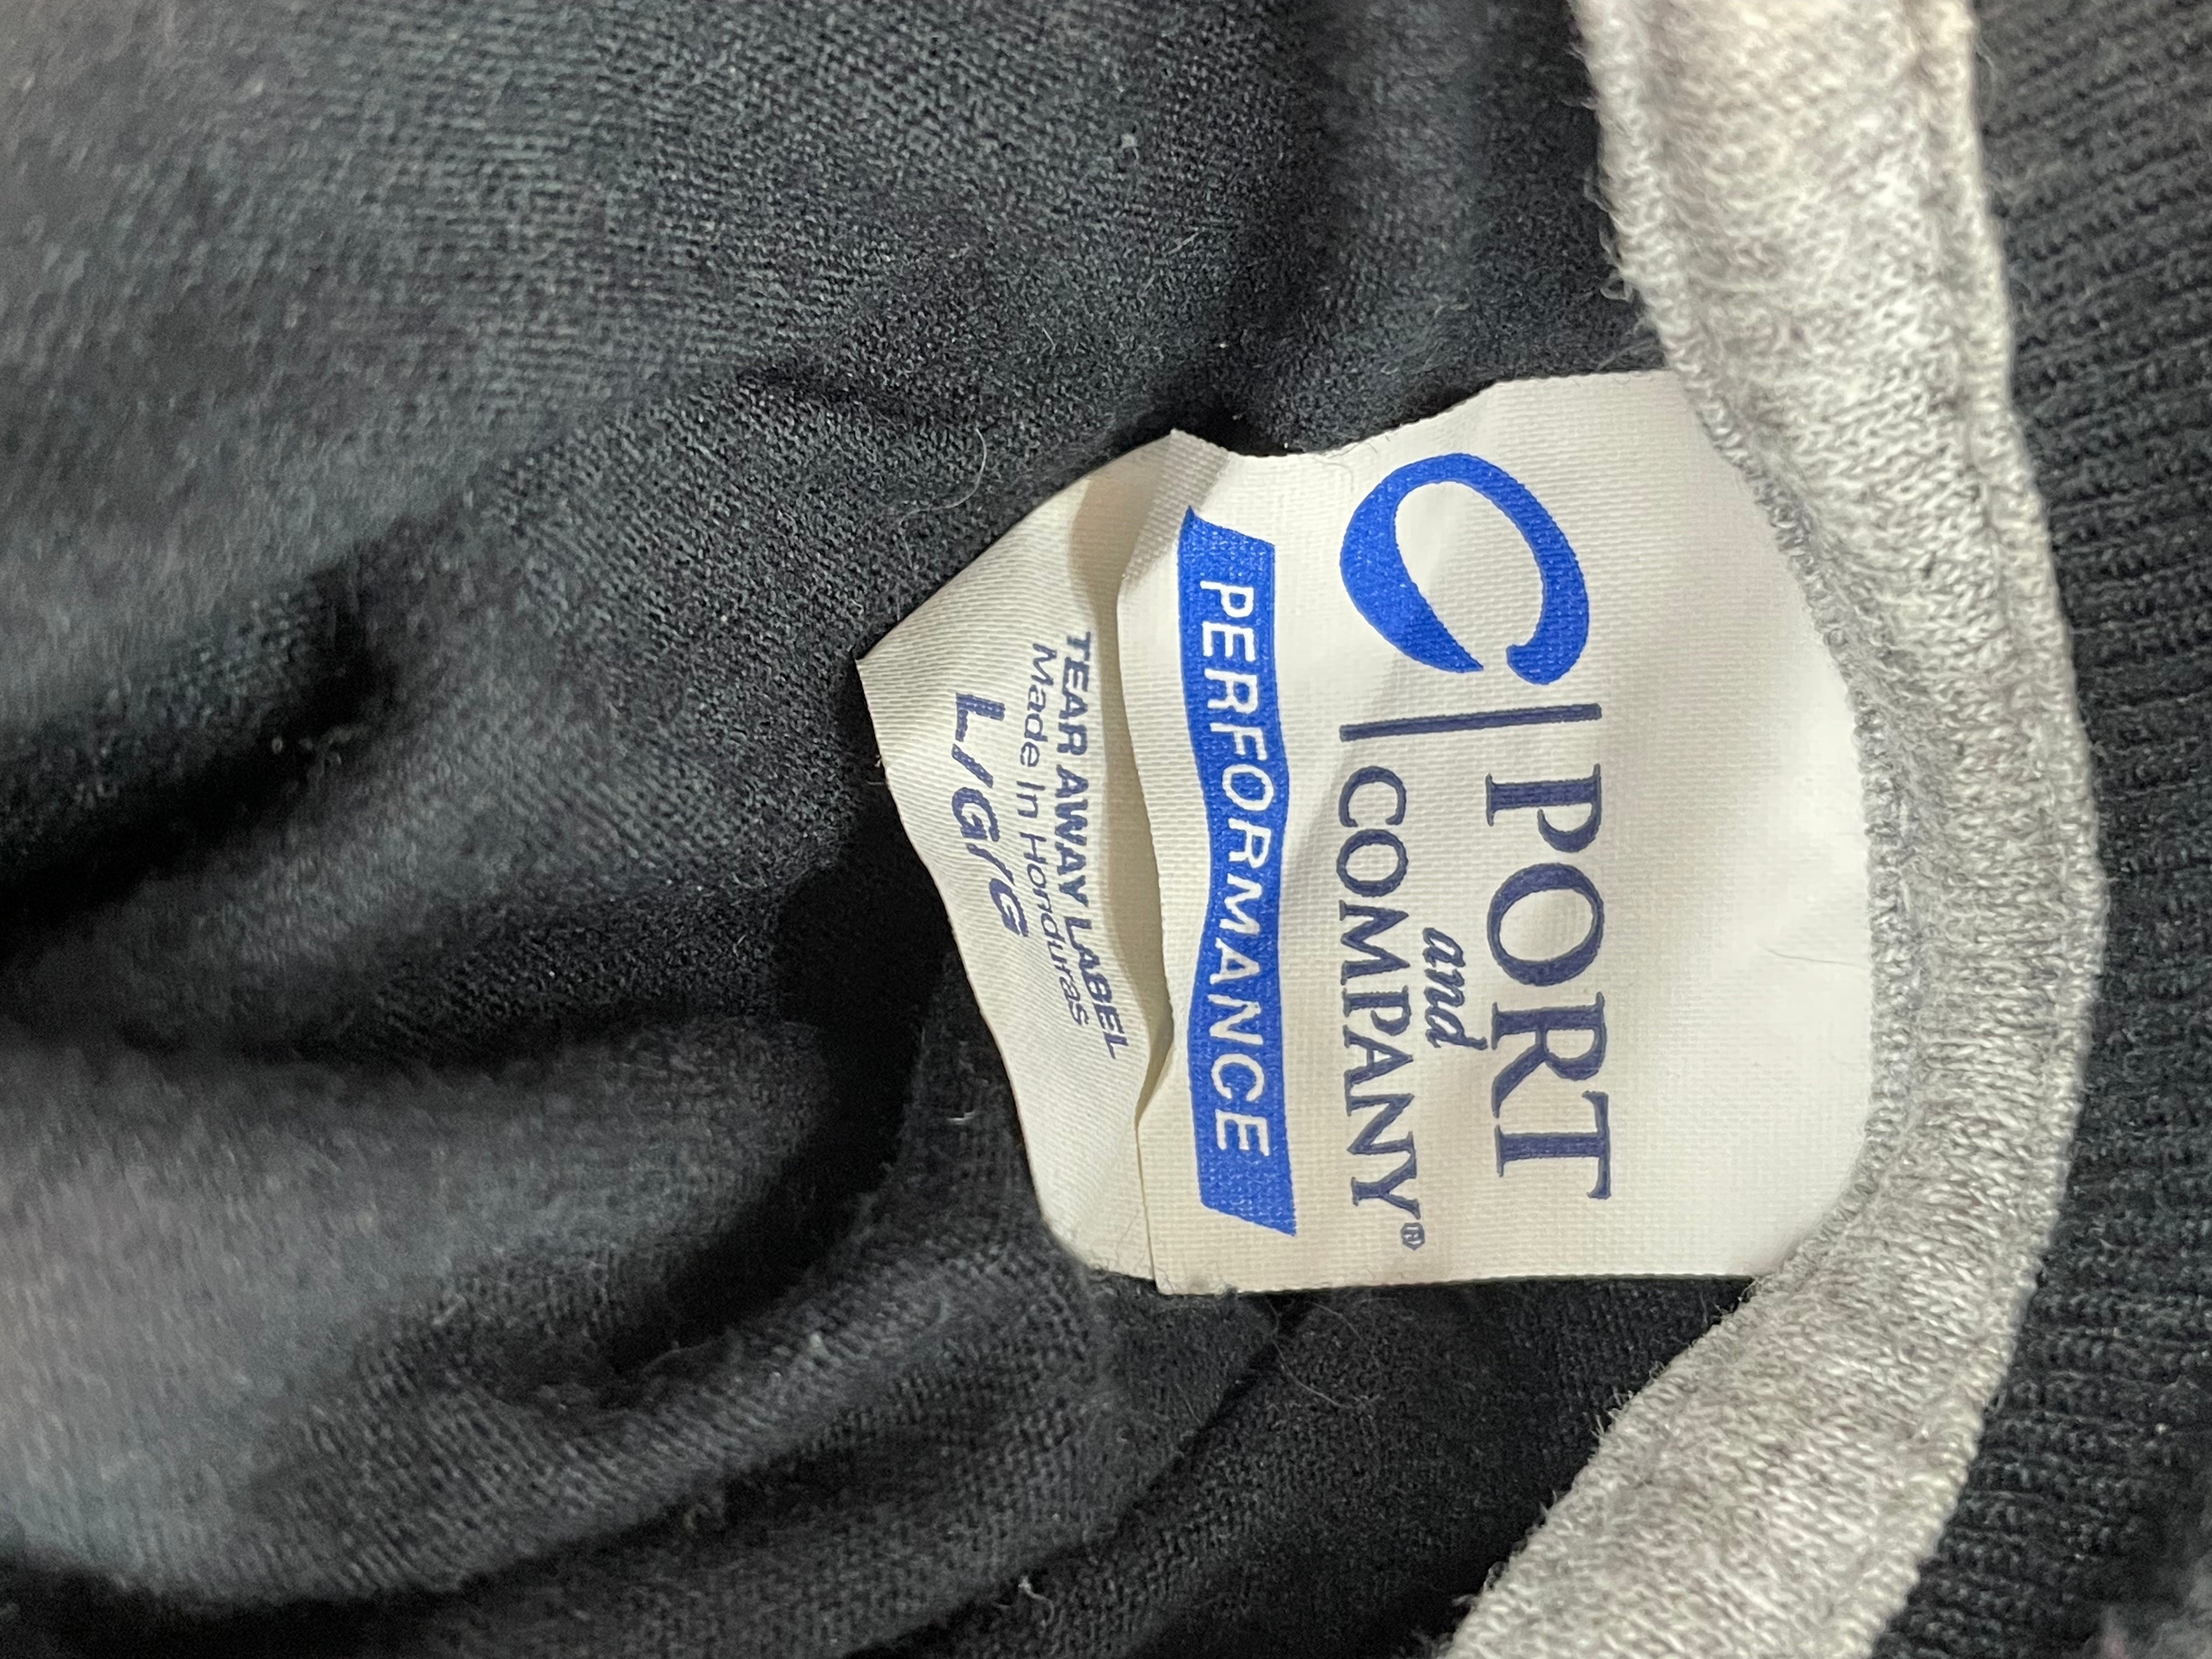 C
PORT
and
COMPANY®
PERFORMANCE
TEAR AWAY LABEL
Made In Honduras
L/G/G